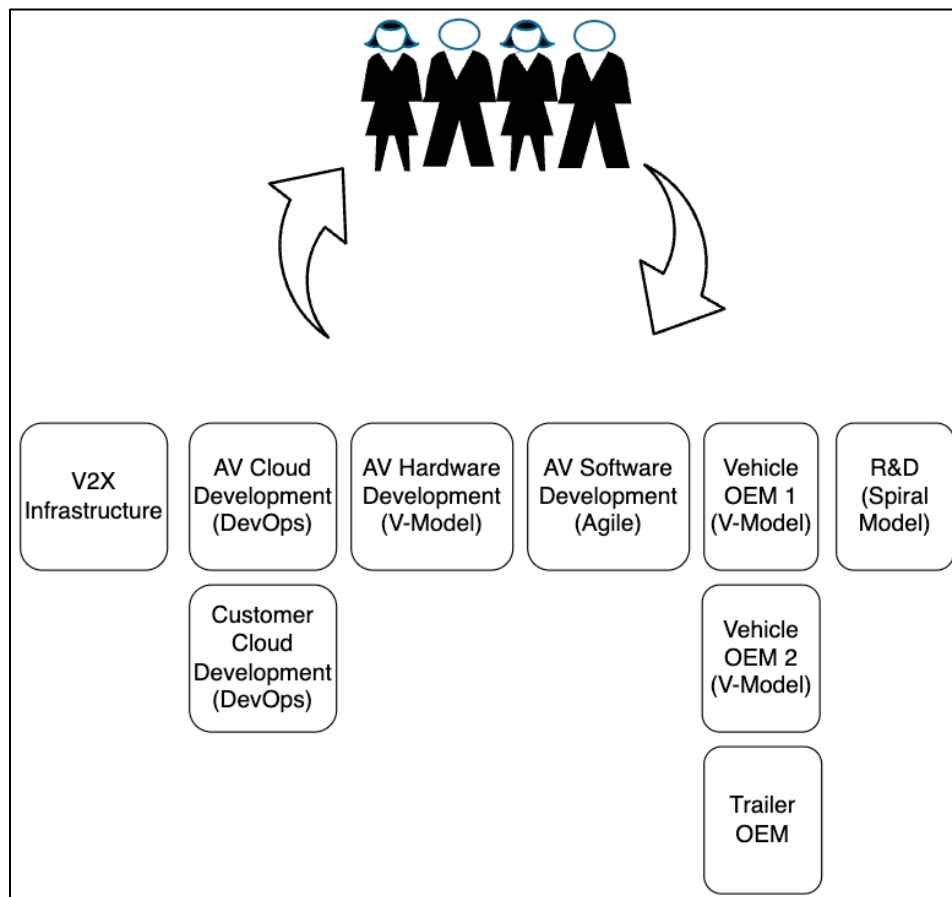 V2X
Infrastructure
AV Cloud
Development
(DevOps)
AV Hardware
Development
(V-Model)
AV Software
Development
(Agile)
Vehicle
OEM 1
(V-Model)
R&D
(Spiral
Model)
Customer
Cloud
Development
(DevOps)
Vehicle
OEM 2
(V-Model)
Trailer
OEM